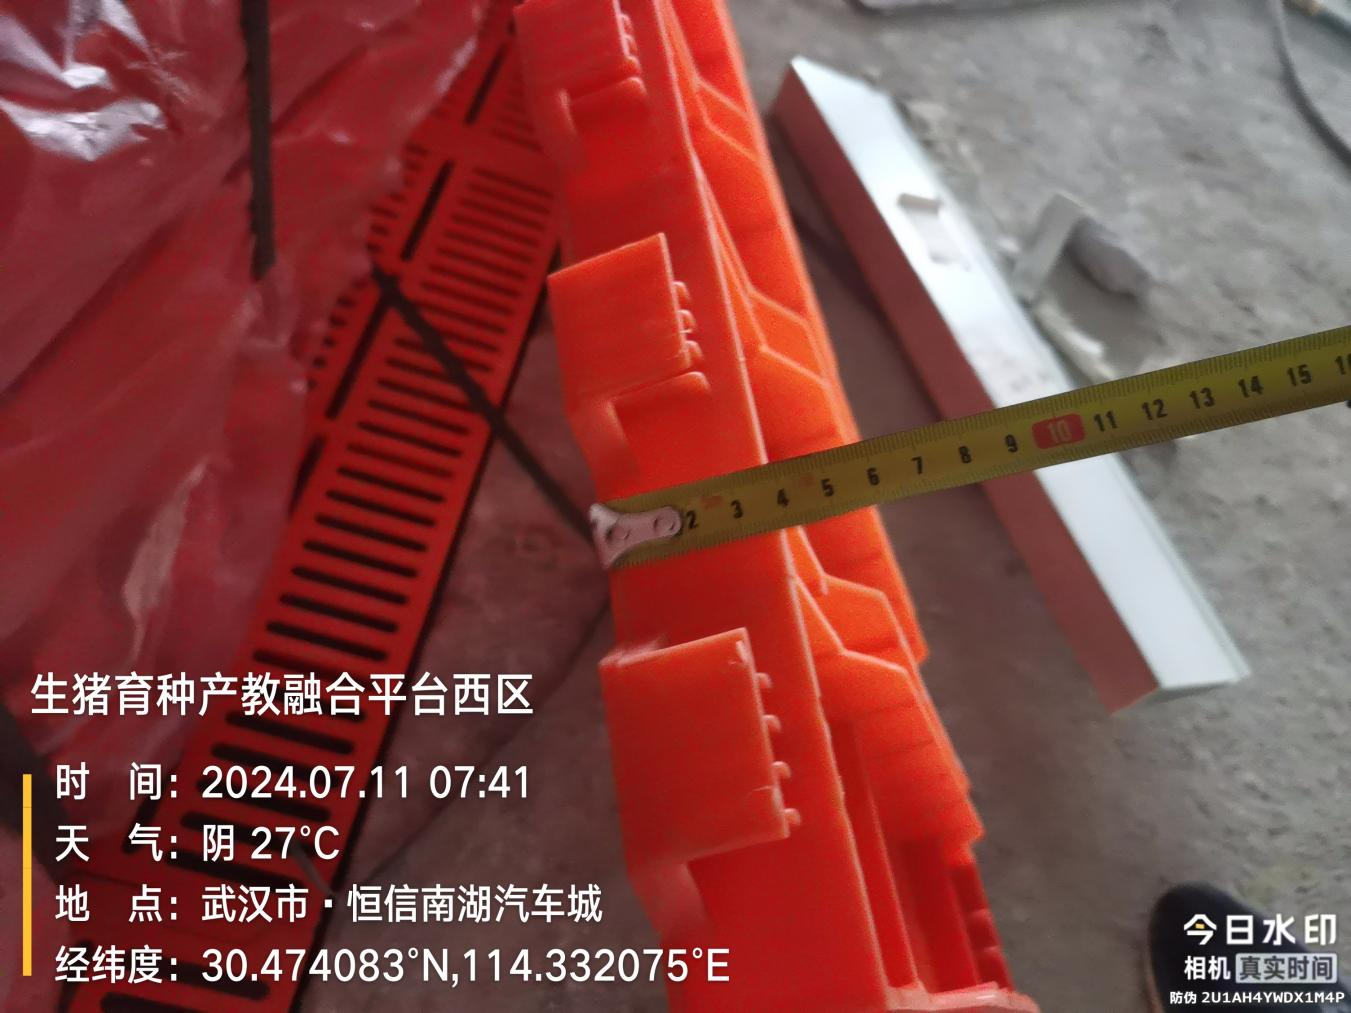 2 3 4 5 6 7 8 9 10 11 12 13 14 15
生猪育种产教融合平台西区
时 间：2024.07.11 07:41
天 气：阴 27°C
地 点：武汉市·恒信南湖汽车城
经纬度：30.474083°N,114.332075°E
今日水印
相机 真实时间
防伪 2U1AH4YWDX1M4P